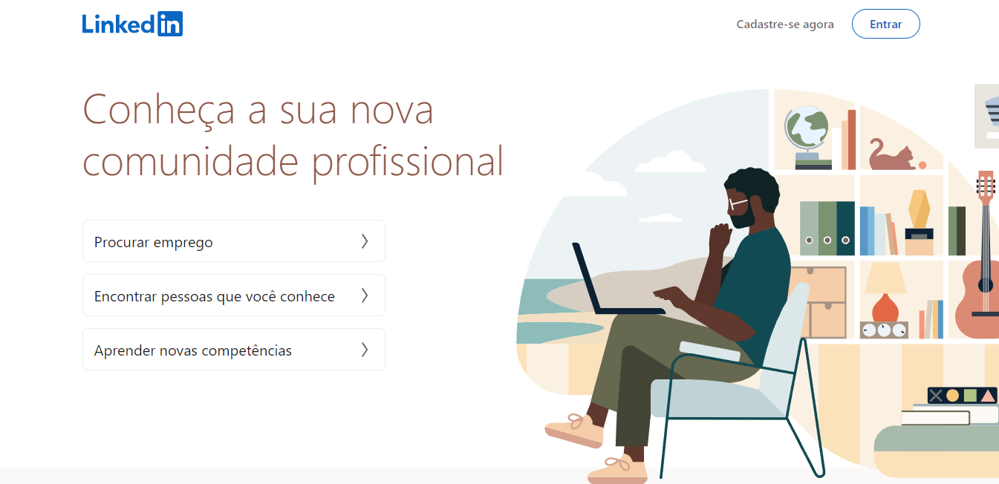 Linkedin
Cadastre-se agora
Entrar
Conheça a sua nova
comunidade profissional
Procurar emprego
Encontrar pessoas que você conhece
Aprender novas competências